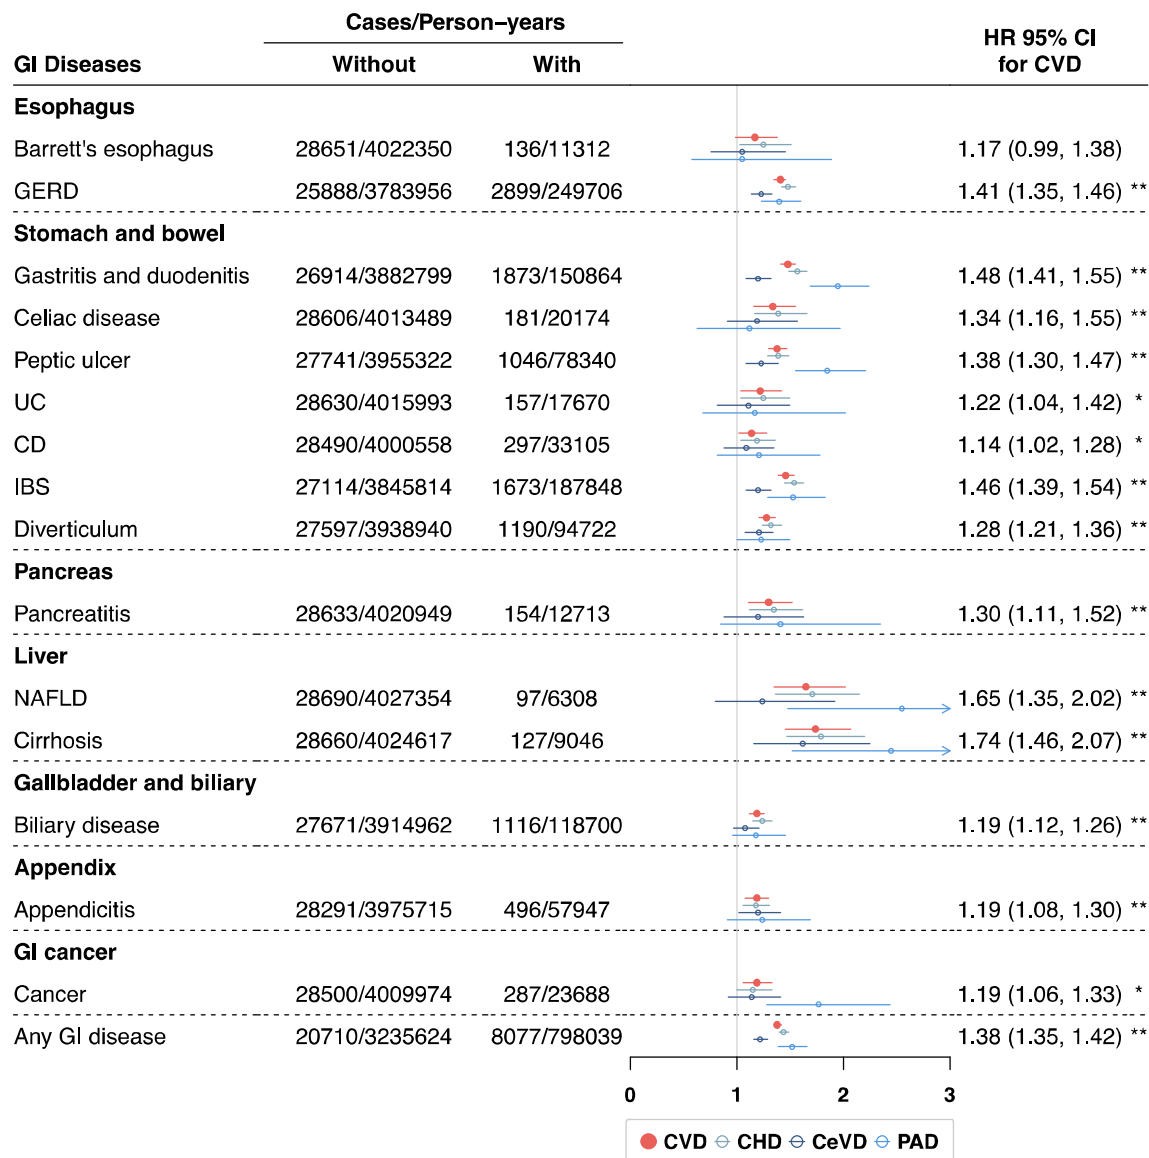 Cases/Person−years
HR 95% CI
GI Diseases Without With for CVD
Esophagus
Barrett's esophagus 28651/4022350 136/11312 1.17 (0.99, 1.38)
GERD 25888/3783956 2899/249706 1.41 (1.35, 1.46) **
Stomach and bowel
Gastritis and duodenitis 26914/3882799 1873/150864 1.48 (1.41, 1.55) **
Celiac disease 28606/4013489 181/20174 1.34 (1.16, 1.55) **
Peptic ulcer 27741/3955322 1046/78340 1.38 (1.30, 1.47) **
UC 28630/4015993 157/17670 1.22 (1.04, 1.42) *
CD 28490/4000558 297/33105 1.14 (1.02, 1.28) *
IBS 27114/3845814 1673/187848 1.46 (1.39, 1.54) **
Diverticulum 27597/3938940 1190/94722 1.28 (1.21, 1.36) **
Pancreas
Pancreatitis 28633/4020949 154/12713 1.30 (1.11, 1.52) **
Liver
NAFLD 28690/4027354 97/6308 1.65 (1.35, 2.02) **
Cirrhosis 28660/4024617 127/9046 1.74 (1.46, 2.07) **
Gallbladder and biliary
Biliary disease 27671/3914962 1116/118700 1.19 (1.12, 1.26) **
Appendix
Appendicitis 28291/3975715 496/57947 1.19 (1.08, 1.30) **
GI cancer
Cancer 28500/4009974 287/23688 1.19 (1.06, 1.33) *
Any GI disease 20710/3235624 8077/798039 1.38 (1.35, 1.42) **
0 1 2 3
CVD CHD CeVD PAD